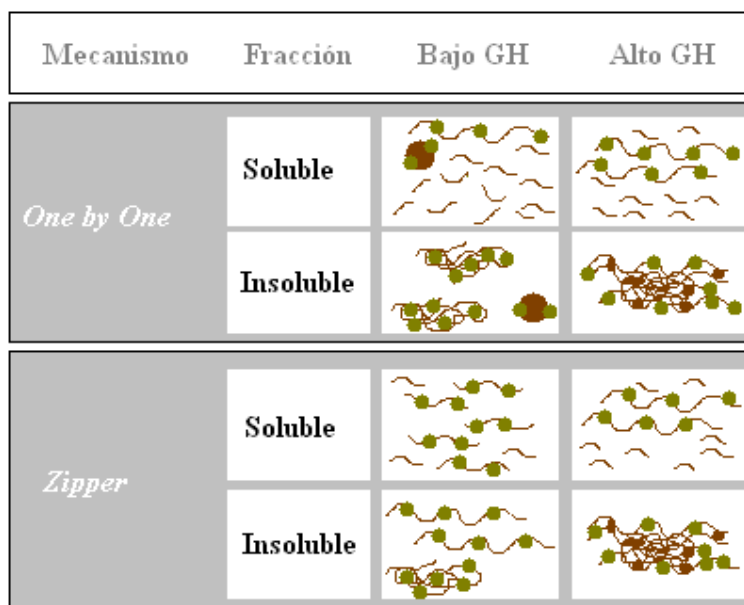 Mecanismo Fracción Bajo GH Alto GH
Soluble
One by One
Insoluble
Soluble
Zipper
Insoluble